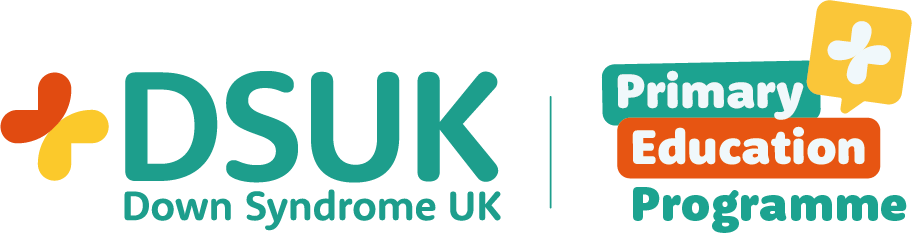 DSUK
Down Syndrome UK
Primary
Education
Programme